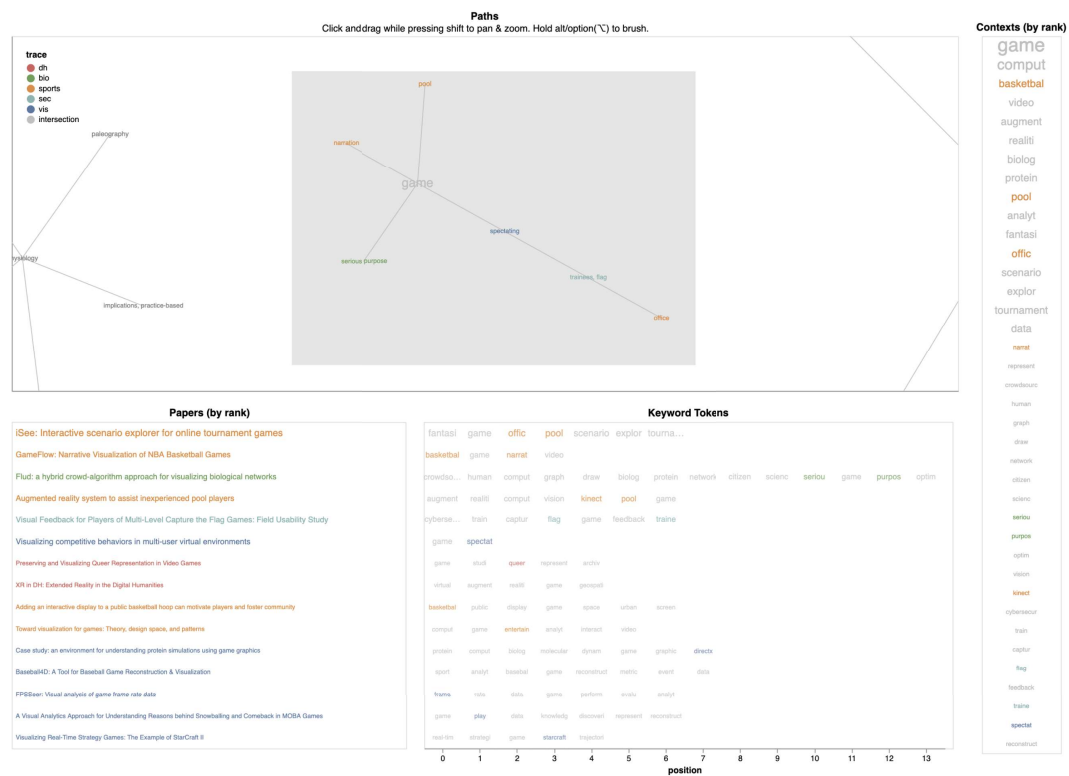 Paths
Click and drag while pressing shift to pan & zoom. Hold alt/option(⌥) to brush.
trace
dh
bio
sports
sec
vis
intersection
paleography
implications, practice-based
pool
narration
game
spectating
serious purpose
trainees, flag
office
Contexts (by rank)
game
comput
basketbal
video
augment
realiti
biolog
protein
pool
analyt
fantasi
offic
scenario
explor
tournament
data
narrat
represent
crowdsourc
human
graph
draw
network
citizen
scienc
seriou
purpos
optim
vision
kinect
cybersecur
train
captur
flag
feedback
traine
spectat
reconstruct
Papers (by rank)
iSee: Interactive scenario explorer for online tournament games
GameFlow: Narrative Visualization of NBA Basketball Games
Flud: a hybrid crowd-algorithm approach for visualizing biological networks
Augmented reality system to assist inexperienced pool players
Visual Feedback for Players of Multi-Level Capture the Flag Games: Field Usability Study
Visualizing competitive behaviors in multi-user virtual environments
Preserving and Visualizing Queer Representation in Video Games
XR in DH: Extended Reality in the Digital Humanities
Adding an interactive display to a public basketball hoop can motivate players and foster community
Toward visualization for games: Theory, design space, and patterns
Case study: an environment for understanding protein simulations using game graphics
Baseball4D: A Tool for Baseball Game Reconstruction & Visualization
FPSSeer: Visual analysis of game frame rate data
A Visual Analytics Approach for Understanding Reasons behind Snowballing and Comeback in MOBA Games
Visualizing Real-Time Strategy Games: The Example of StarCraft II
Keyword Tokens
fantasi game offic pool scenario explor tourna…
basketbal game narrat video
crowdso… human comput graph draw biolog protein network citizen scienc seriou game purpos optim
augment realiti comput vision kinect pool game
cyberse… train captur flag game feedback traine
game spectat
game studi queer represent archiv
virtual augment realiti game geospati
basketbal public display game space urban screen
comput game entertain analyt interact video
protein comput biolog molecular dynam game graphic directx
sport analyt basebal game reconstruct metric event data
frame rate data game perform analyt
game play data knowledg discoveri represent reconstruct
real-tim strategi game starcraft trajectori
0 1 2 3 4 5 6 7 8 9 10 11 12 13
position